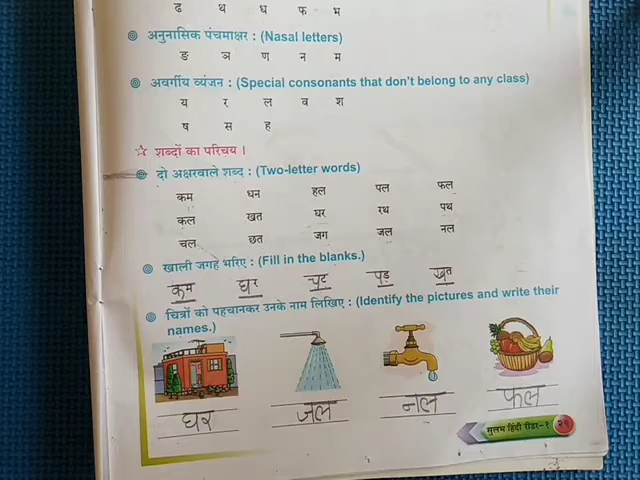 ढ थ ध फ भ
अनुनासिक पंचमाक्षर : (Nasal letters)
ङ ञ ण न म
अवर्गीय व्यंजन : (Special consonants that don't belong to any class)
य र ल व श
ष स ह
शब्दों का परिचय ।
दो अक्षरवाले शब्द : (Two-letter words)
कम धन हल पल फल
कल खत घर रथ पथ
चल छत जग जल नल
खाली जगहें भरिए : (Fill in the blanks.)
कम घर चट पड़ खत
चित्रों को पहचानकर उनके नाम लिखिए : (Identify the pictures and write their
names.)
घर जल नल फल
सुलभ हिंदी रीडर-१